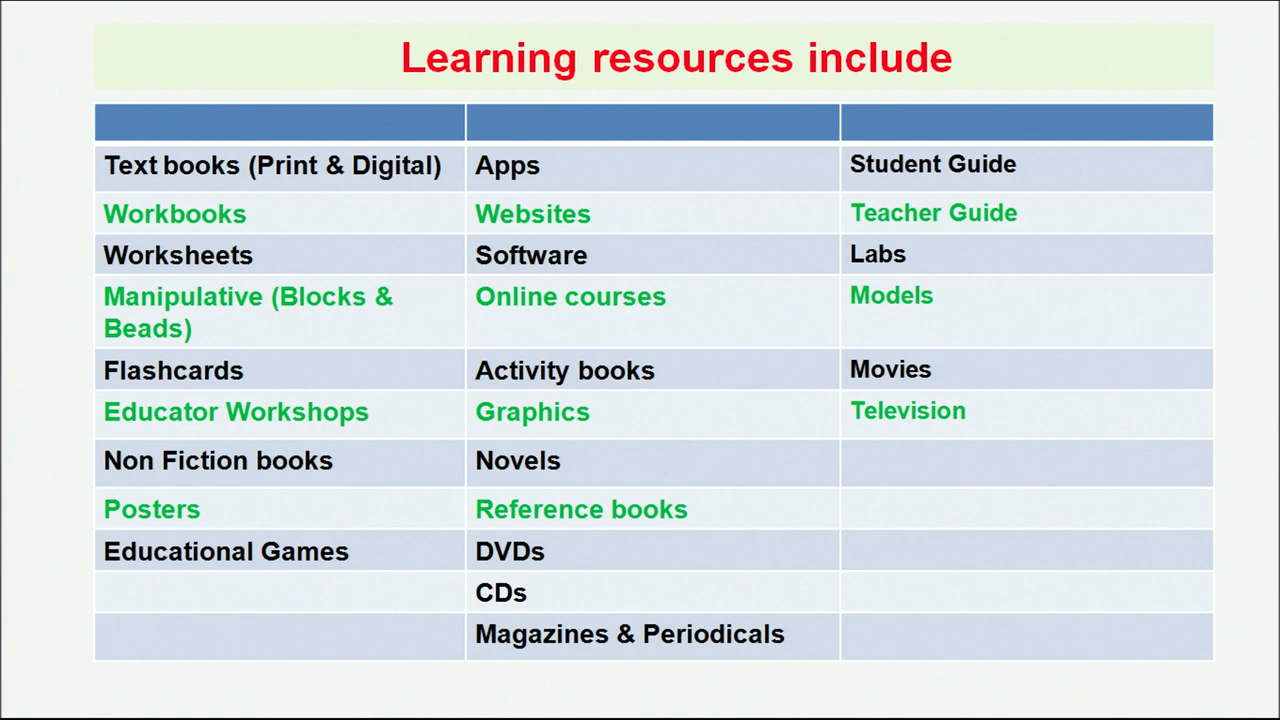 Learning resources include
Text books (Print & Digital) Apps Student Guide
Workbooks Websites Teacher Guide
Worksheets Software Labs
Manipulative (Blocks & Online courses Models
Beads)
Flashcards Activity books Movies
Educator Workshops Graphics Television
Non Fiction books Novels
Posters Reference books
Educational Games DVDs
CDs
Magazines & Periodicals